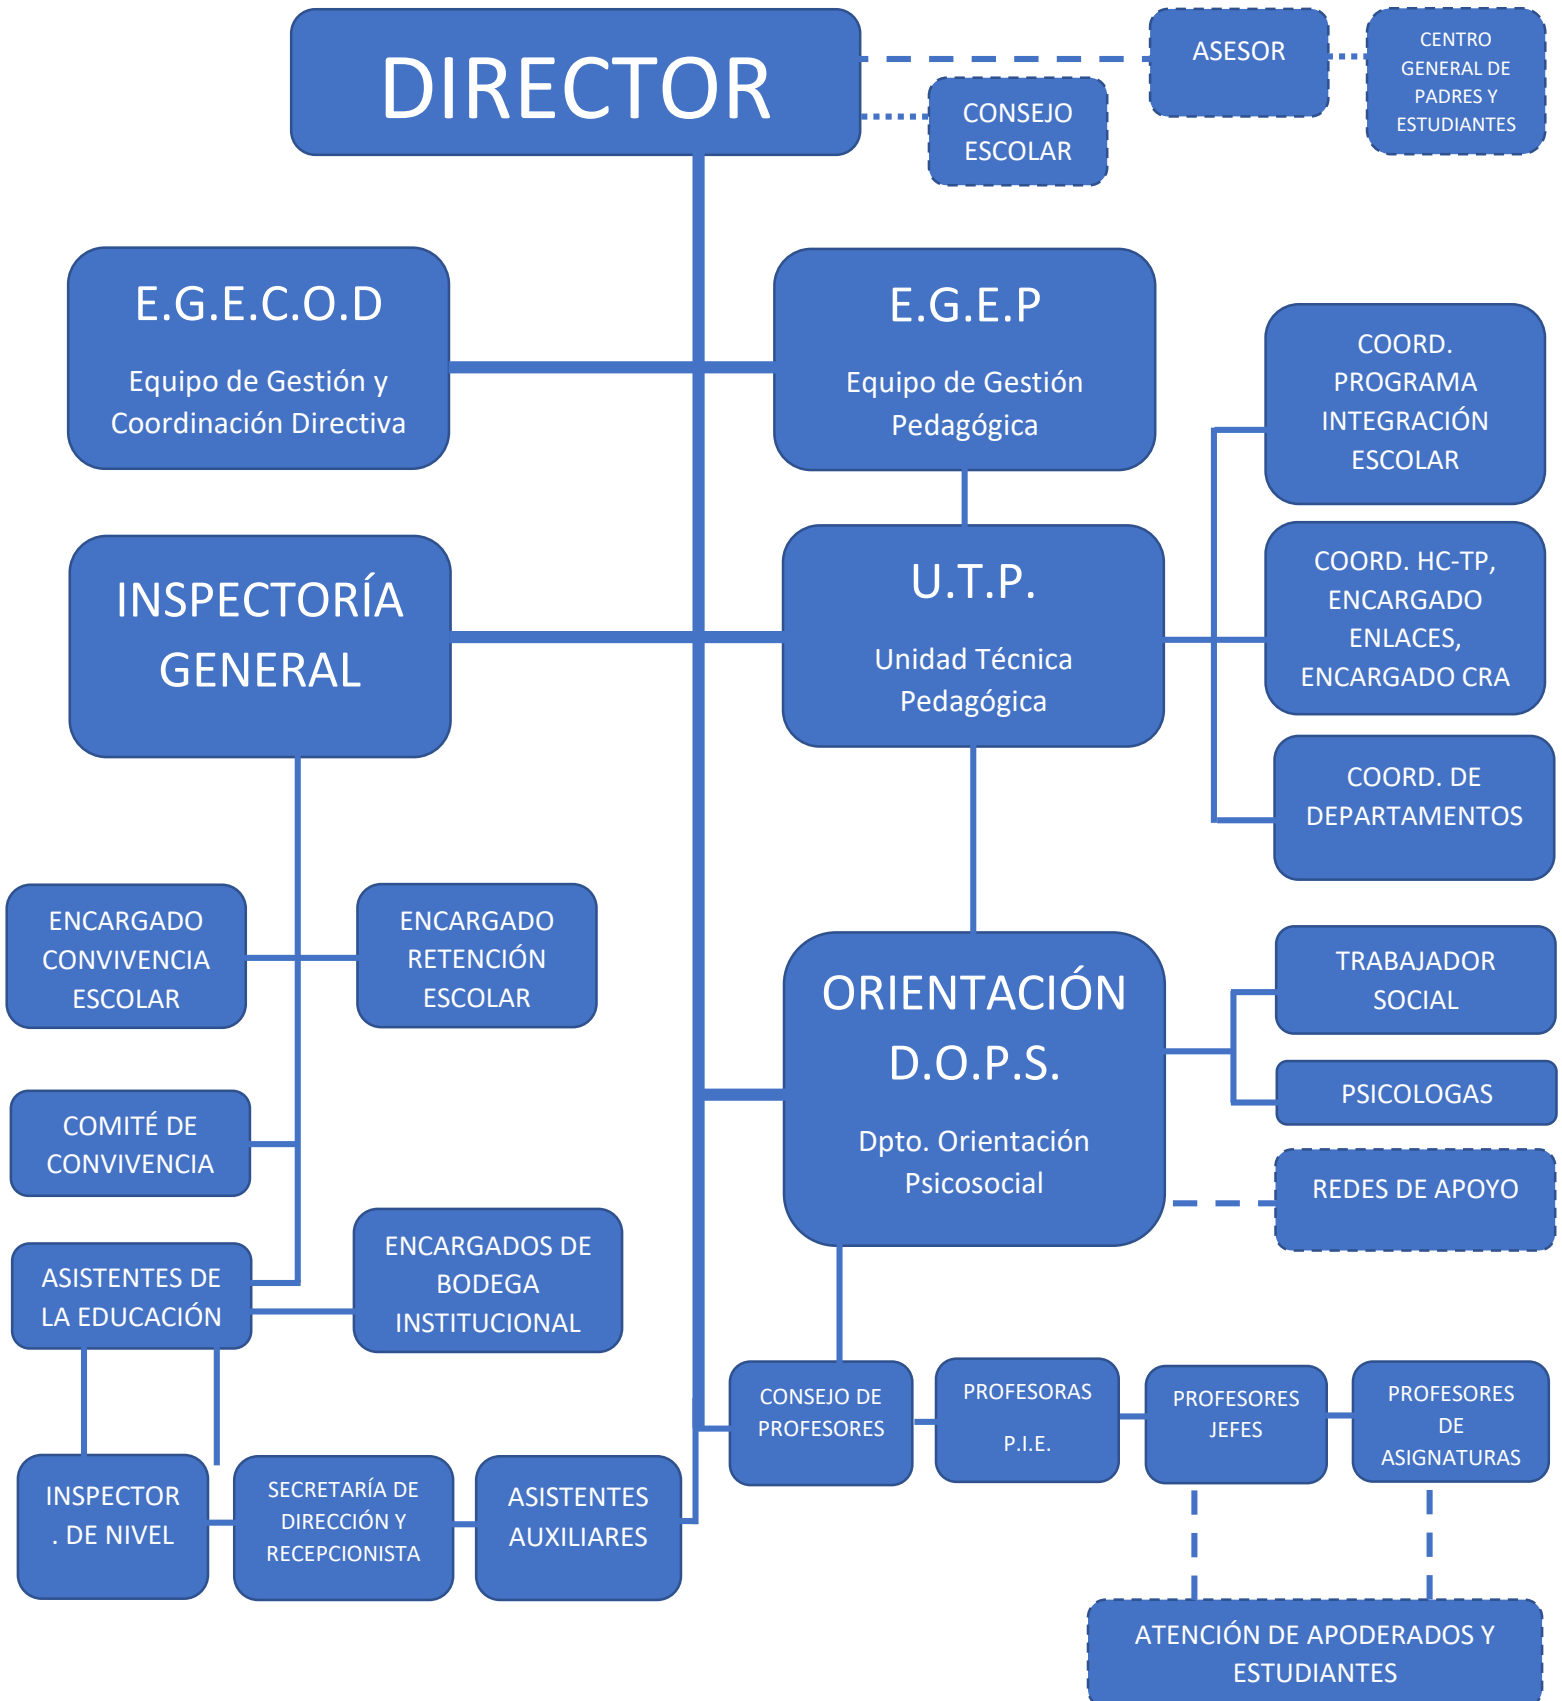 DIRECTOR
ASESOR
CENTRO
GENERAL DE
PADRES Y
ESTUDIANTES
CONSEJO
ESCOLAR
E.G.E.C.O.D
Equipo de Gestión y
Coordinación Directiva
E.G.E.P
Equipo de Gestión
Pedagógica
COORD.
PROGRAMA
INTEGRACIÓN
ESCOLAR
INSPECTORÍA
GENERAL
U.T.P.
Unidad Técnica
Pedagógica
COORD. HC-TP,
ENCARGADO
ENLACES,
ENCARGADO CRA
COORD. DE
DEPARTAMENTOS
ENCARGADO
CONVIVENCIA
ESCOLAR
ENCARGADO
RETENCIÓN
ESCOLAR
ORIENTACIÓN
D.O.P.S.
Dpto. Orientación
Psicosocial
TRABAJADOR
SOCIAL
PSICOLOGAS
REDES DE APOYO
COMITÉ DE
CONVIVENCIA
ASISTENTES DE
LA EDUCACIÓN
ENCARGADOS DE
BODEGA
INSTITUCIONAL
CONSEJO DE
PROFESORES
PROFESORAS
P.I.E.
PROFESORES
JEFES
PROFESORES
DE
ASIGNATURAS
INSPECTOR
. DE NIVEL
SECRETARÍA DE
DIRECCIÓN Y
RECEPCIONISTA
ASISTENTES
AUXILIARES
ATENCIÓN DE APODERADOS Y
ESTUDIANTES